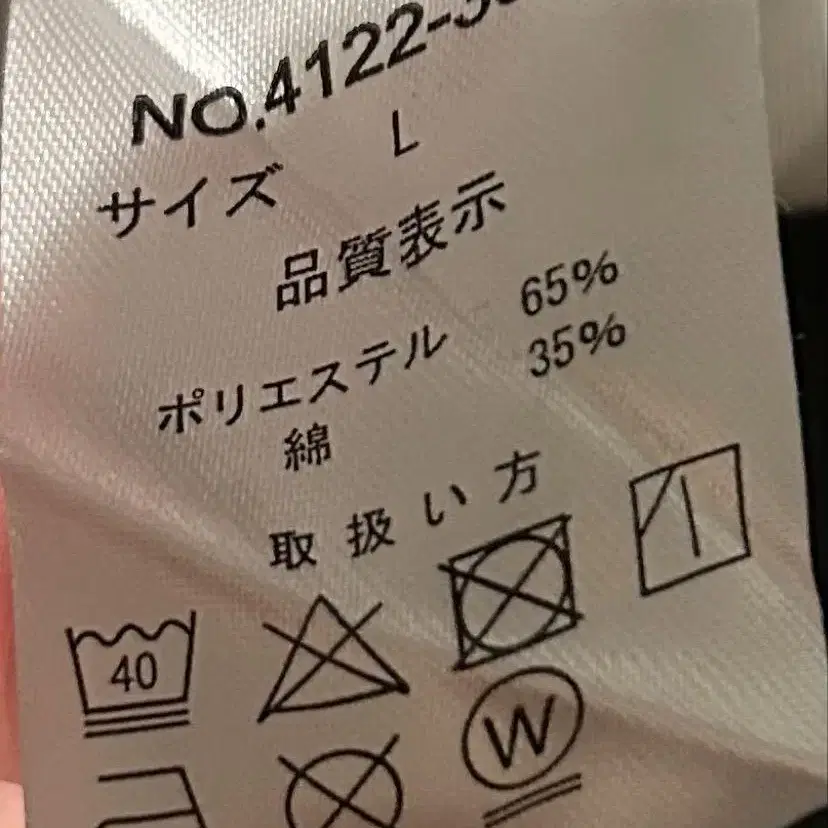 NO.4122-3
サイズ L
品質表示
ポリエステル 65%
綿 35%
取扱い方
40
W